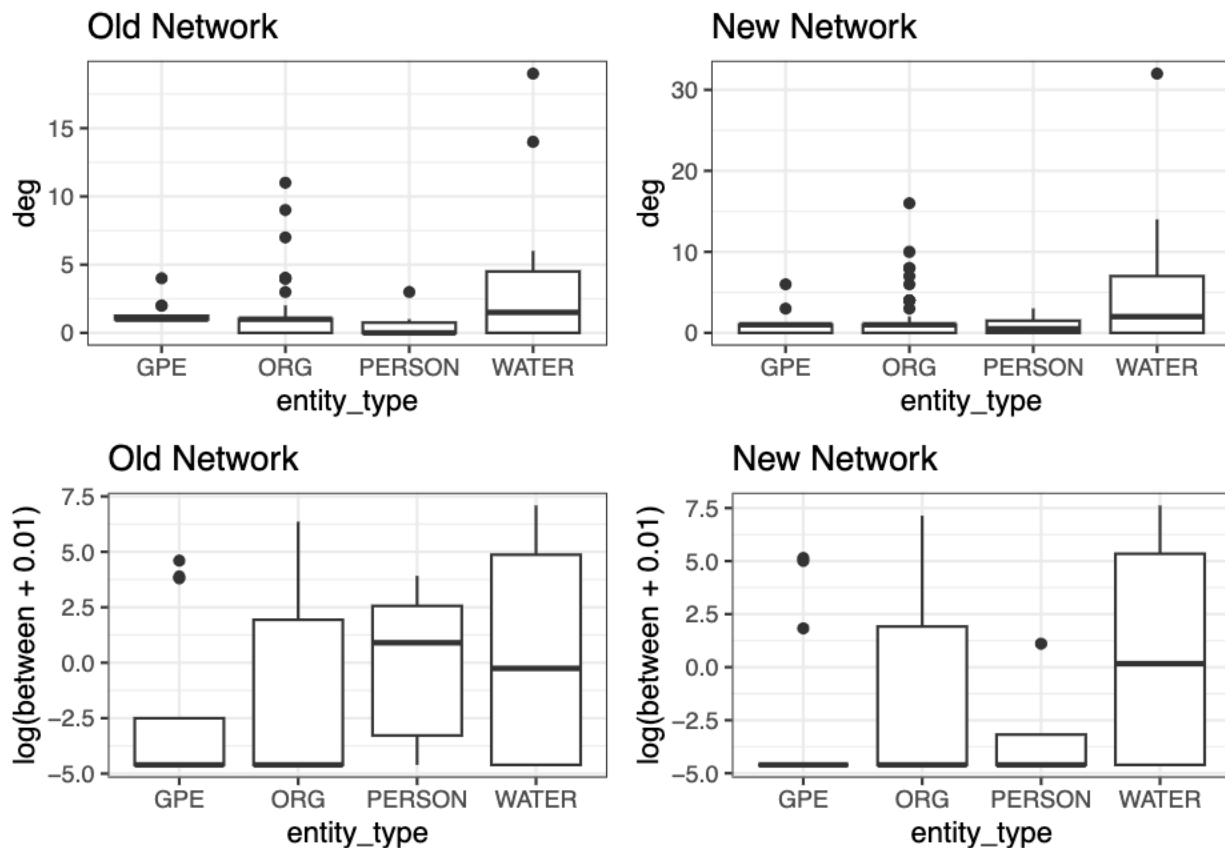 Old Network
deg
15
10
5
0
GPE ORG PERSON WATER
entity_type
New Network
deg
30
20
10
0
GPE ORG PERSON WATER
entity_type
Old Network
log(between + 0.01)
7.5
5.0
2.5
0.0
−2.5
−5.0
GPE ORG PERSON WATER
entity_type
New Network
log(between + 0.01)
7.5
5.0
2.5
0.0
−2.5
−5.0
GPE ORG PERSON WATER
entity_type